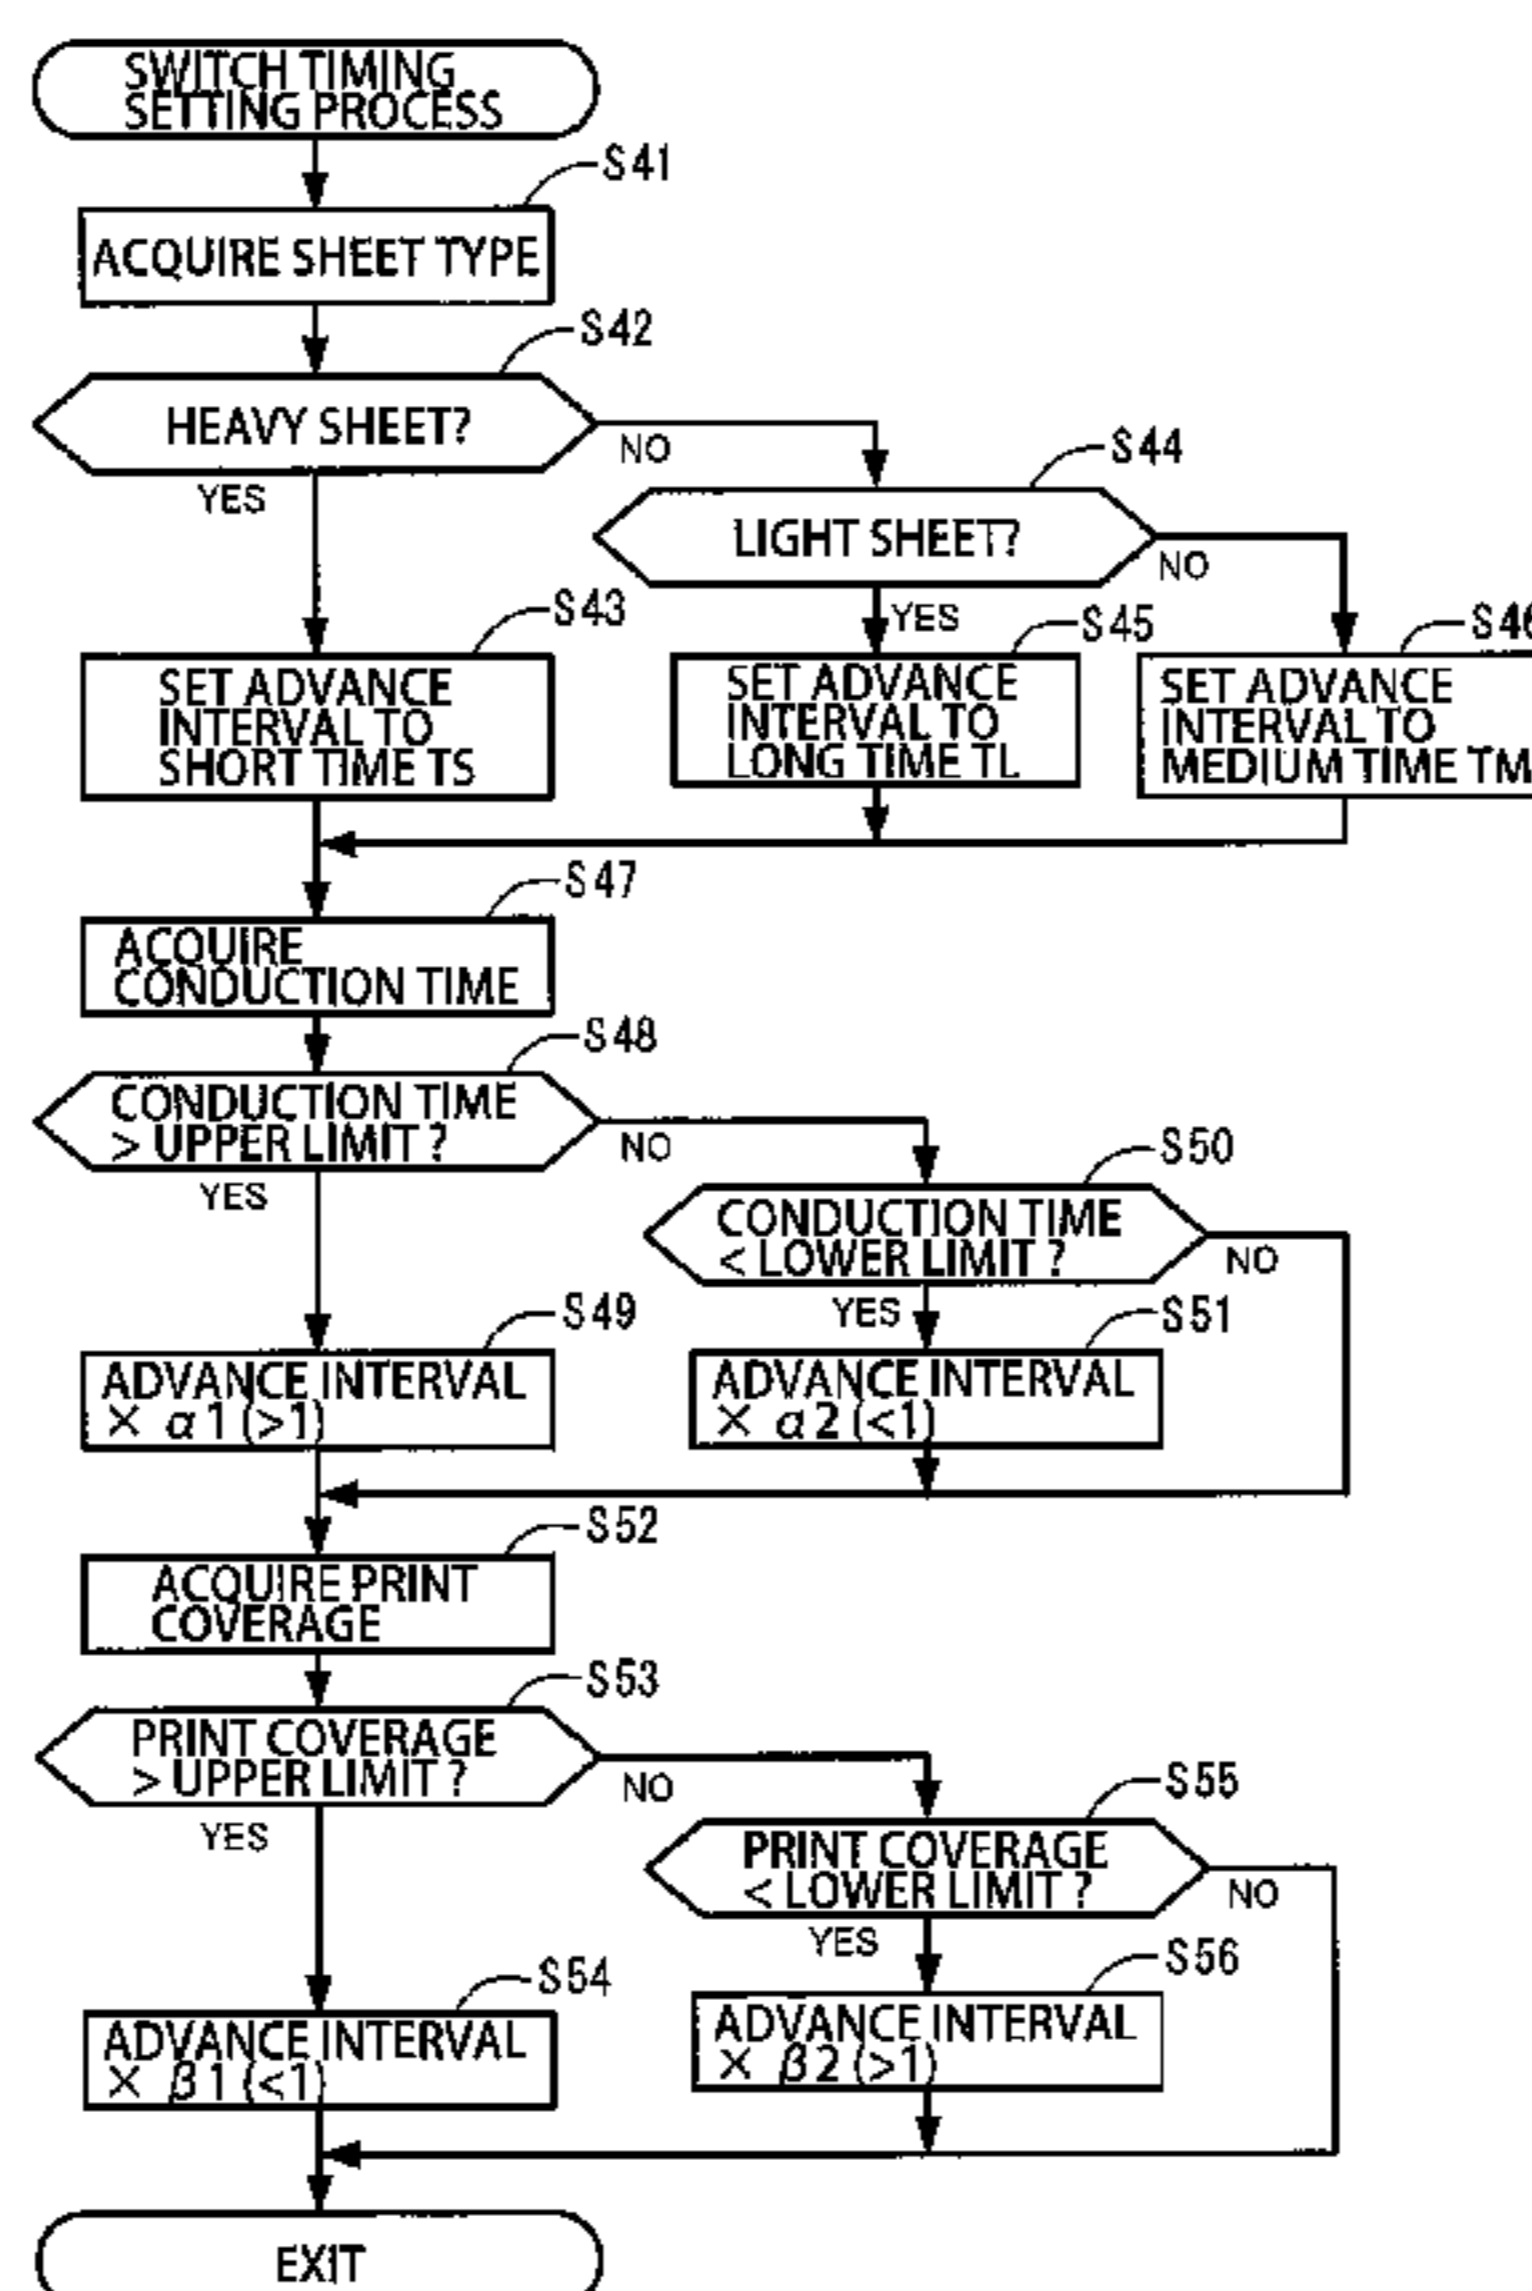 SWITCH TIMING
SETTING PROCESS
S41
ACQUIRE SHEET TYPE
S42
HEAVY SHEET?
NO
YES
S44
LIGHT SHEET?
NO
YES
S43
SET ADVANCE
INTERVAL TO
SHORT TIME TS
S45
SET ADVANCE
INTERVAL TO
LONG TIME TL
S46
SET ADVANCE
INTERVAL TO
MEDIUM TIME TM
S47
ACQUIRE
CONDUCTION TIME
S48
CONDUCTION TIME
> UPPER LIMIT ?
NO
YES
S50
CONDUCTION TIME
< LOWER LIMIT ?
NO
YES
S49
ADVANCE INTERVAL
× α1 (>1)
S51
ADVANCE INTERVAL
× α2 (<1)
S52
ACQUIRE PRINT
COVERAGE
S53
PRINT COVERAGE
> UPPER LIMIT ?
NO
YES
S55
PRINT COVERAGE
< LOWER LIMIT ?
NO
YES
S54
ADVANCE INTERVAL
× β1 (<1)
S56
ADVANCE INTERVAL
× β2 (>1)
EXIT